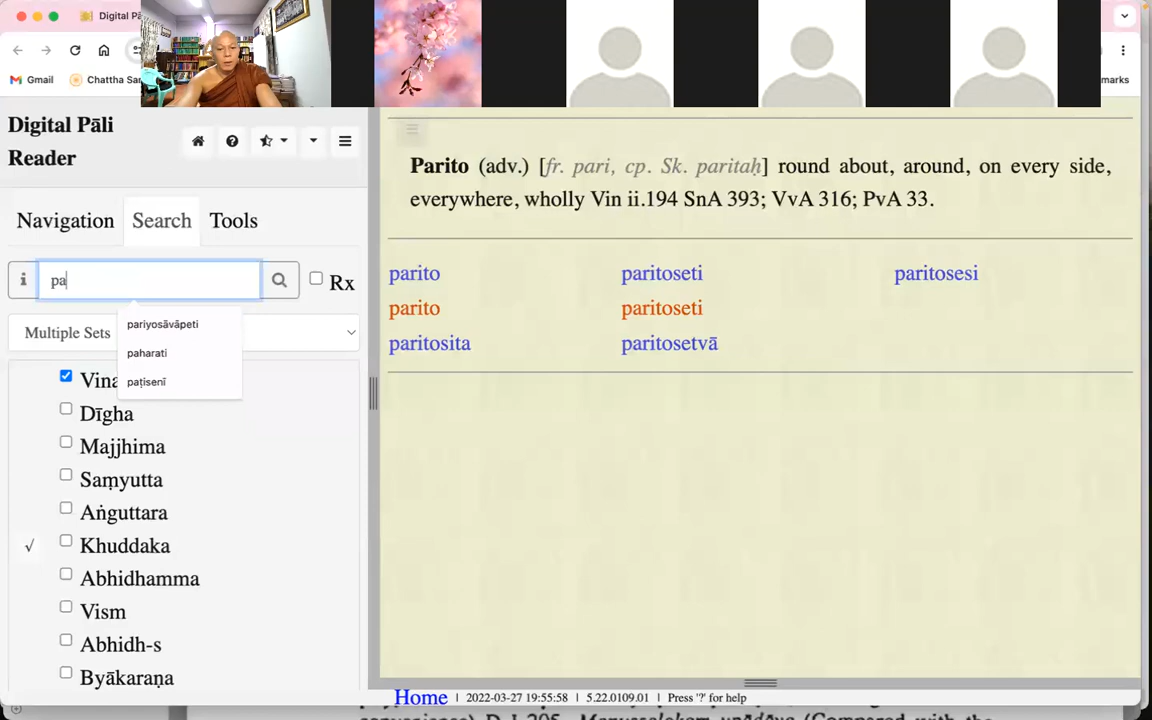 Digital Pā
Gmail
Chattha Sar
marks
Digital Pāli
Reader
Navigation
Search
Tools
pa
Rx
pariyosāvāpeti
paharati
paṭisenī
Multiple Sets
Vina
Dīgha
Majjhima
Saṃyutta
Aṅguttara
√ Khuddaka
Abhidhamma
Vism
Abhidh-s
Byākaraṇa
Parito (adv.) [fr. pari, cp. Sk. paritaḥ] round about, around, on every side,
everywhere, wholly Vin ii.194 SnA 393; VvA 316; PvA 33.
parito paritoseti paritosesi
parito paritoseti
paritosita paritosetvā
Home | 2022-03-27 19:55:58 | 5.22.0109.01 | Press '?' for help